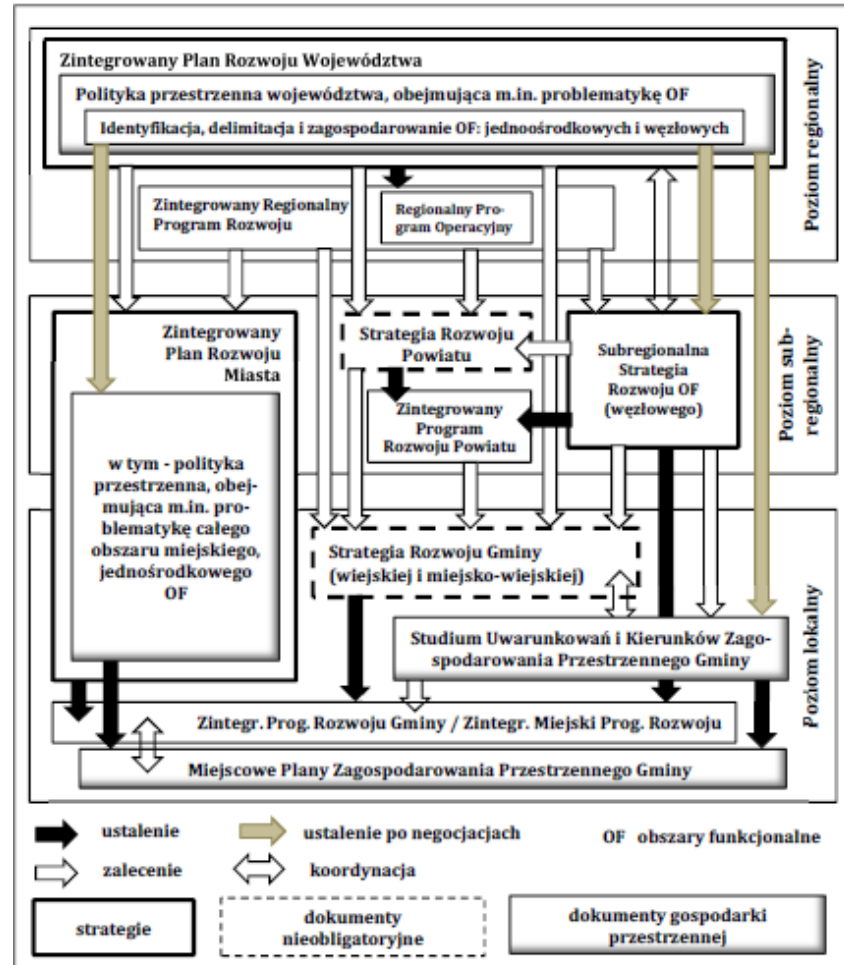 Zintegrowany Plan Rozwoju Województwa
Polityka przestrzenna województwa, obejmująca m.in. problematykę OF
Identyfikacja, delimitacja i zagospodarowanie OF: jednoośrodkowych i węzłowych
Zintegrowany Regionalny
Program Rozwoju
Regionalny Pro-
gram Operacyjny
Poziom regionalny
Zintegrowany
Plan Rozwoju
Miasta
Strategia Rozwoju
Powiatu
Subregionalna
Strategia
Rozwoju OF
(węzłowego)
Zintegrowany
Program
Rozwoju Powiatu
Poziom sub-
regionalny
w tym - polityka
przestrzenna, obej-
mująca m.in. pro-
blematykę całego
obszaru miejskiego,
jednośrodkowego
OF
Strategia Rozwoju Gminy
(wiejskiej i miejsko-wiejskiej)
Studium Uwarunkowań i Kierunków Zago-
spodarowania Przestrzennego Gminy
Zintegr. Prog. Rozwoju Gminy / Zintegr. Miejski Prog. Rozwoju
Miejscowe Plany Zagospodarowania Przestrzennego Gminy
Poziom lokalny
ustalenie
ustalenie po negocjacjach
OF obszary funkcjonalne
zalecenie
koordynacja
strategie
dokumenty
nieobligatoryjne
dokumenty gospodarki
przestrzennej